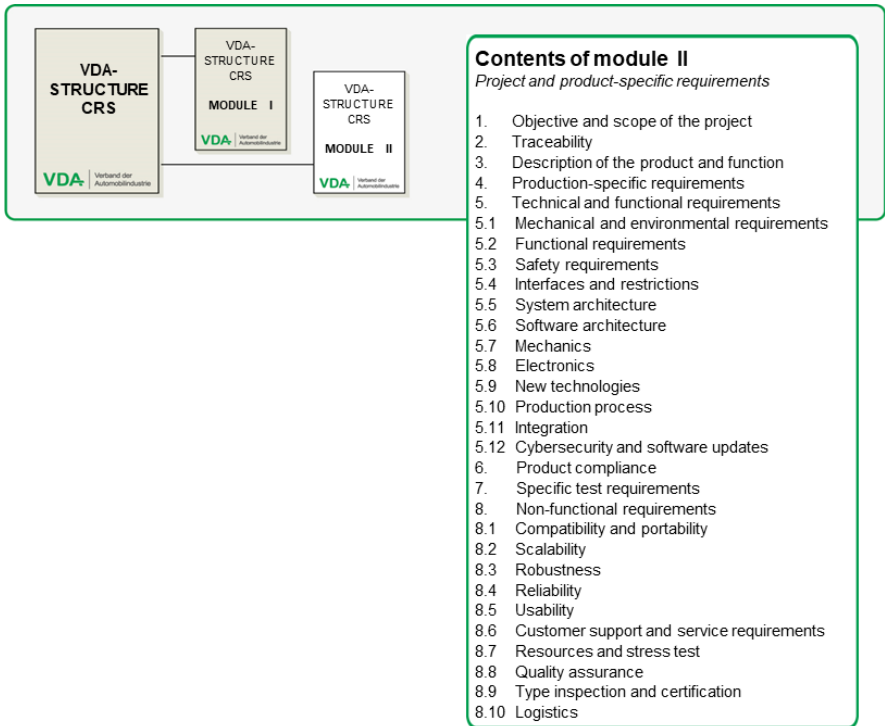 VDA-
STRUCTURE
CRS
VDA Verband der
Automobilindustrie
VDA-
STRUCTURE
CRS
MODULE I
VDA Verband der
Automobilindustrie
VDA-
STRUCTURE
CRS
MODULE II
VDA Verband der
Automobilindustrie
Contents of module II
Project and product-specific requirements
1. Objective and scope of the project
2. Traceability
3. Description of the product and function
4. Production-specific requirements
5. Technical and functional requirements
5.1 Mechanical and environmental requirements
5.2 Functional requirements
5.3 Safety requirements
5.4 Interfaces and restrictions
5.5 System architecture
5.6 Software architecture
5.7 Mechanics
5.8 Electronics
5.9 New technologies
5.10 Production process
5.11 Integration
5.12 Cybersecurity and software updates
6. Product compliance
7. Specific test requirements
8. Non-functional requirements
8.1 Compatibility and portability
8.2 Scalability
8.3 Robustness
8.4 Reliability
8.5 Usability
8.6 Customer support and service requirements
8.7 Resources and stress test
8.8 Quality assurance
8.9 Type inspection and certification
8.10 Logistics